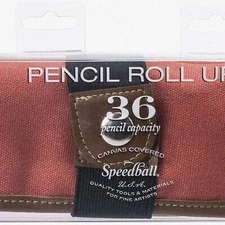 PENCIL ROLL UP
36
pencil capacity
CANVAS COVERED
Speedball®
U.S.A.
QUALITY TOOLS & MATERIALS
FOR FINE ARTISTS